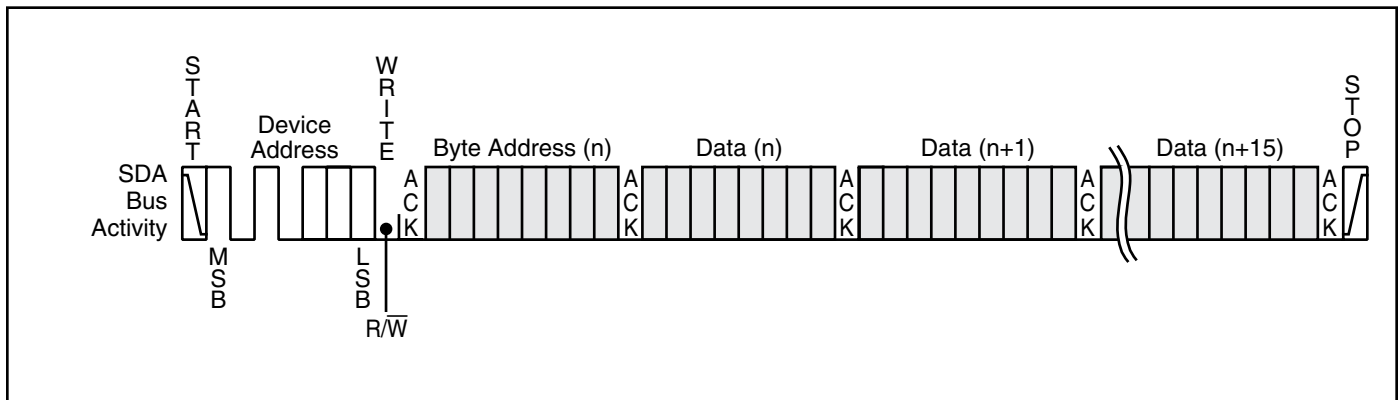 START
WRITE
STOP
Device
Address
Byte Address (n)
Data (n)
Data (n+1)
Data (n+15)
SDA
Bus
Activity
ACK
ACK
ACK
ACK
ACK
MSB
LSB
R/W̅